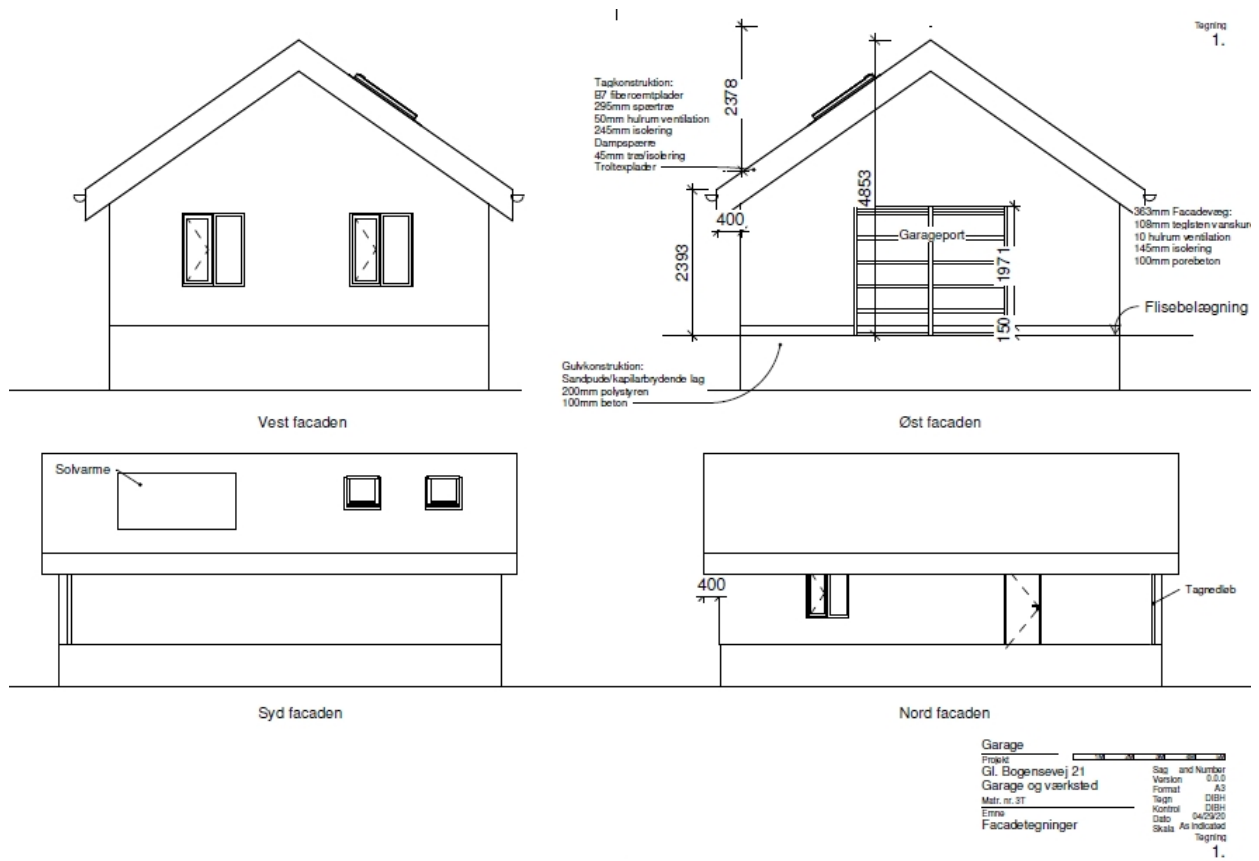 Tegning
1.
Tagkonstruktion:
B7 fibercemtplader
295mm spærtræ
50mm hulrum ventilation
245mm isolering
Dampspærre
45mm træ/isolering
Troltexplader
2378
4853
400
2393
Garageport
1971
150
363mm Facadevæg:
108mm teglsten vanskure
10 hulrum ventilation
145mm isolering
100mm porebeton
Flisebelægning
Gulvkonstruktion:
Sandpude/kapilarbrydende lag
200mm polystyren
100mm beton
Vest facaden
Øst facaden
Solvarme
400
Tagnedløb
Syd facaden
Nord facaden
Garage
Projekt
Gl. Bogensevej 21
Garage og værksted
Matr. nr. 3T
Emne
Facadetegninger
Sag and Number
Version 0.0.0
Format A3
Tegn DIBH
Kontrol DIBH
Dato 04/29/20
Skala As indicated
Tegning
1.